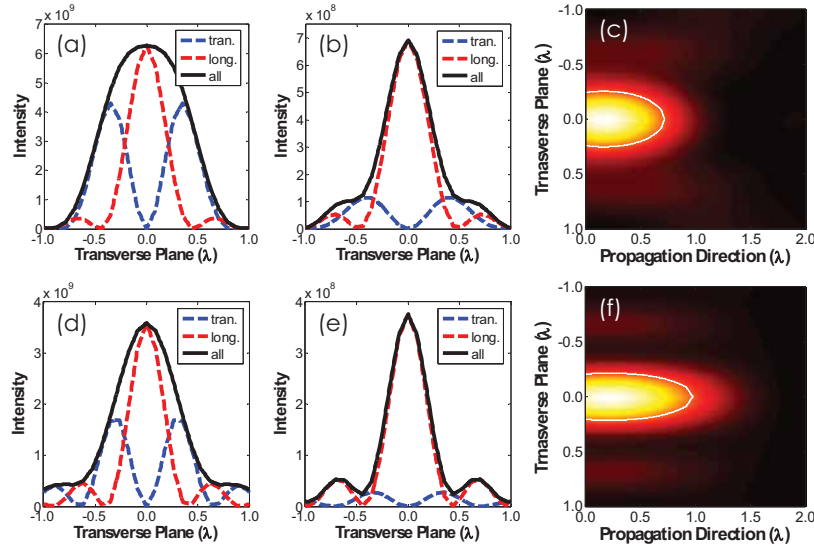 x 10^9
(a)
tran.
long.
all
Intensity
7
6
5
4
3
2
1
0
-1.0 -0.5 0.0 0.5 1.0
Transverse Plane (λ)
x 10^8
(b)
tran.
long.
all
Intensity
7
6
5
4
3
2
1
0
-1.0 -0.5 0.0 0.5 1.0
Transverse Plane (λ)
(c)
Trnasverse Plane (λ)
-1.0
-0.5
0.0
0.5
1.0
0.0 0.5 1.0 1.5 2.0
Propagation Direction (λ)
x 10^9
(d)
tran.
long.
all
Intensity
4
3
2
1
0
-1.0 -0.5 0.0 0.5 1.0
Transverse Plane (λ)
x 10^8
(e)
tran.
long.
all
Intensity
4
3
2
1
0
-1.0 -0.5 0.0 0.5 1.0
Transverse Plane (λ)
(f)
Trnasverse Plane (λ)
-1.0
-0.5
0.0
0.5
1.0
0.0 0.5 1.0 1.5 2.0
Propagation Direction (λ)